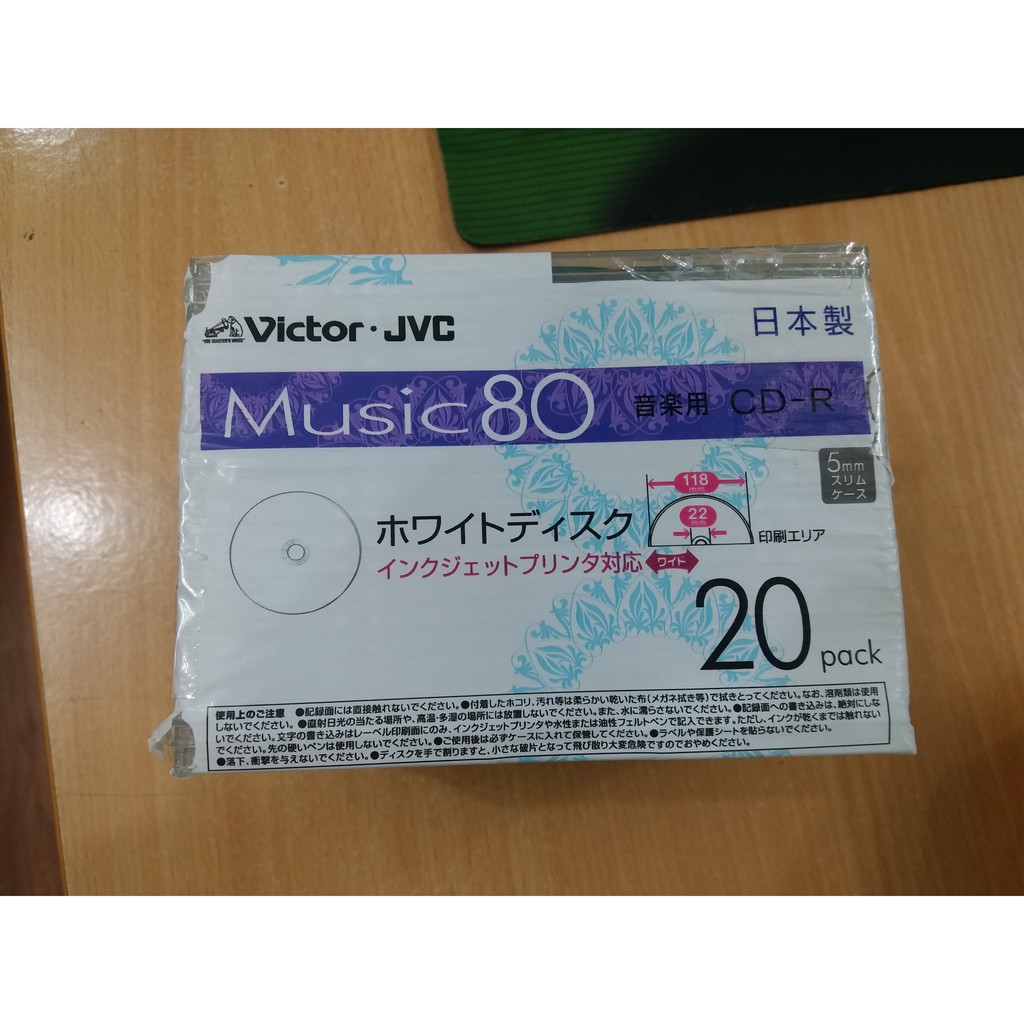 "HIS MASTER'S VOICE"
Victor・JVC
日本製
Music 80 音楽用 CD-R
5mm
スリム
ケース
118
mm
22
mm
印刷エリア
ホワイトディスク
インクジェットプリンタ対応 ワイド
20 pack
使用上のご注意 ●記録面には直接触れないでください。●付着したホコリ、汚れ等は柔らかい乾いた布(メガネ拭き等)で拭きとってください。なお、溶剤類は使用
しないでください。●直射日光の当たる場所や、高温・多湿の場所には放置しないでください。また、水に濡らさないでください。●記録面への書き込みは、絶対にしな
いでください。文字の書き込みはレーベル印刷面にのみ、インクジェットプリンタや水性または油性フェルトペンで記入できます。ただし、インクが乾くまでは触れない
でください。先の硬いペンは使用しないでください。●ご使用後は必ずケースに入れて保管してください。●ラベルや保護シートを貼らないでください。
●落下、衝撃を与えないでください。●ディスクを手で割りますと、小さな破片となって飛び散り大変危険ですのでおやめください。